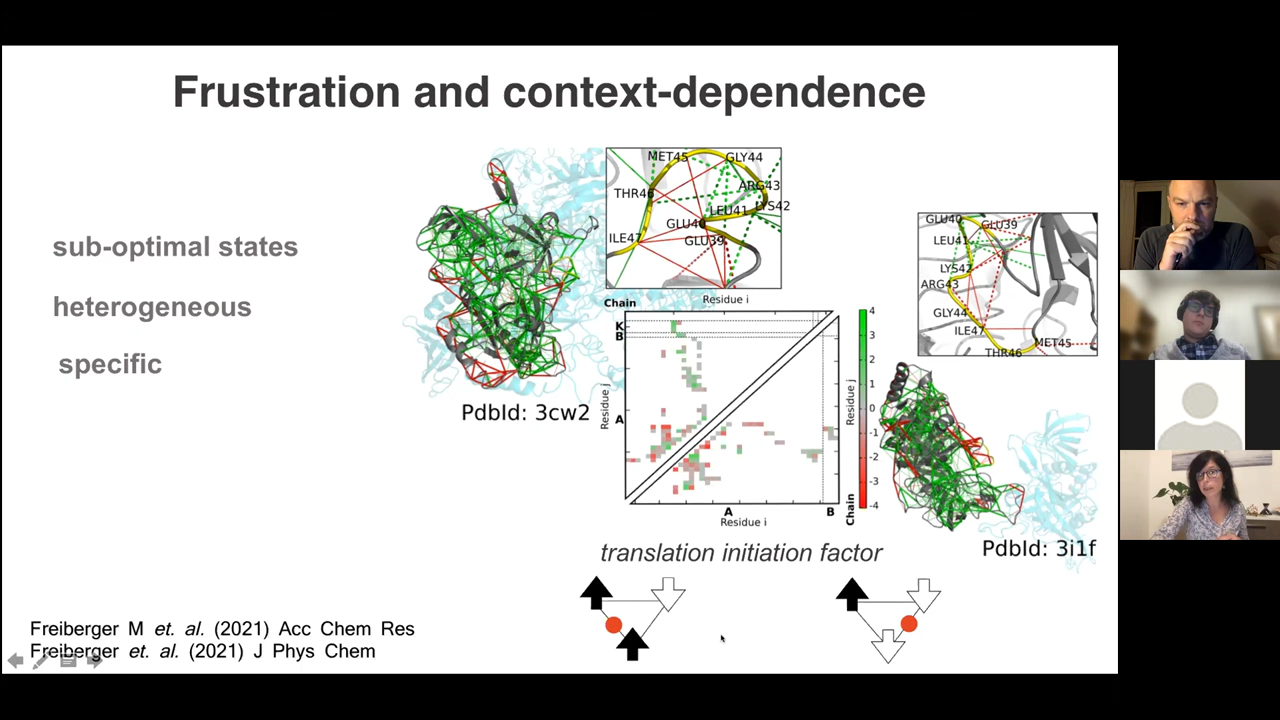 Frustration and context-dependence
sub-optimal states
heterogeneous
specific
MET45
GLY44
THR46
ARG43
LEU41
LYS42
GLU40
ILE47
GLU39
PdbId: 3cw2
Chain
Residue i
K
B
A
Residue j
A
B
Residue i
Chain
Residue j
4
3
2
1
0
-1
-2
-3
-4
GLU40
GLU39
LEU41
LYS42
ARG43
GLY44
ILE47
MET45
THR46
PdbId: 3i1f
translation initiation factor
Freiberger M et. al. (2021) Acc Chem Res
Freiberger et. al. (2021) J Phys Chem